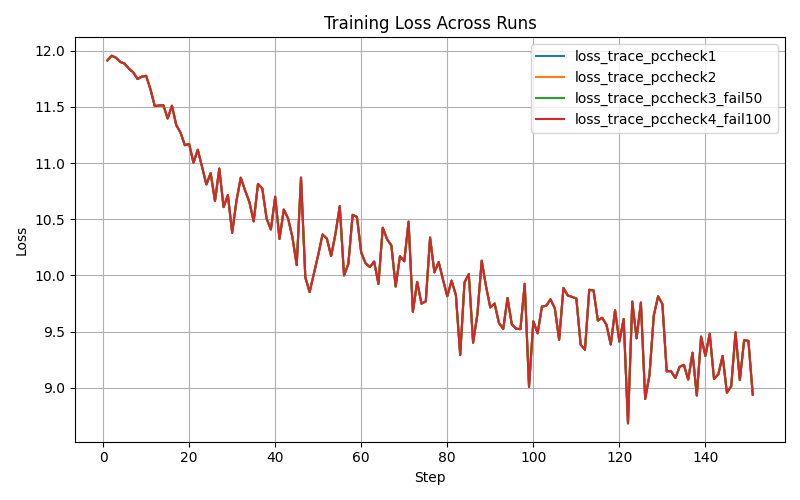 Training Loss Across Runs
loss_trace_pccheck1
loss_trace_pccheck2
loss_trace_pccheck3_fail50
loss_trace_pccheck4_fail100
12.0
11.5
11.0
10.5
10.0
9.5
9.0
Loss
0 20 40 60 80 100 120 140
Step